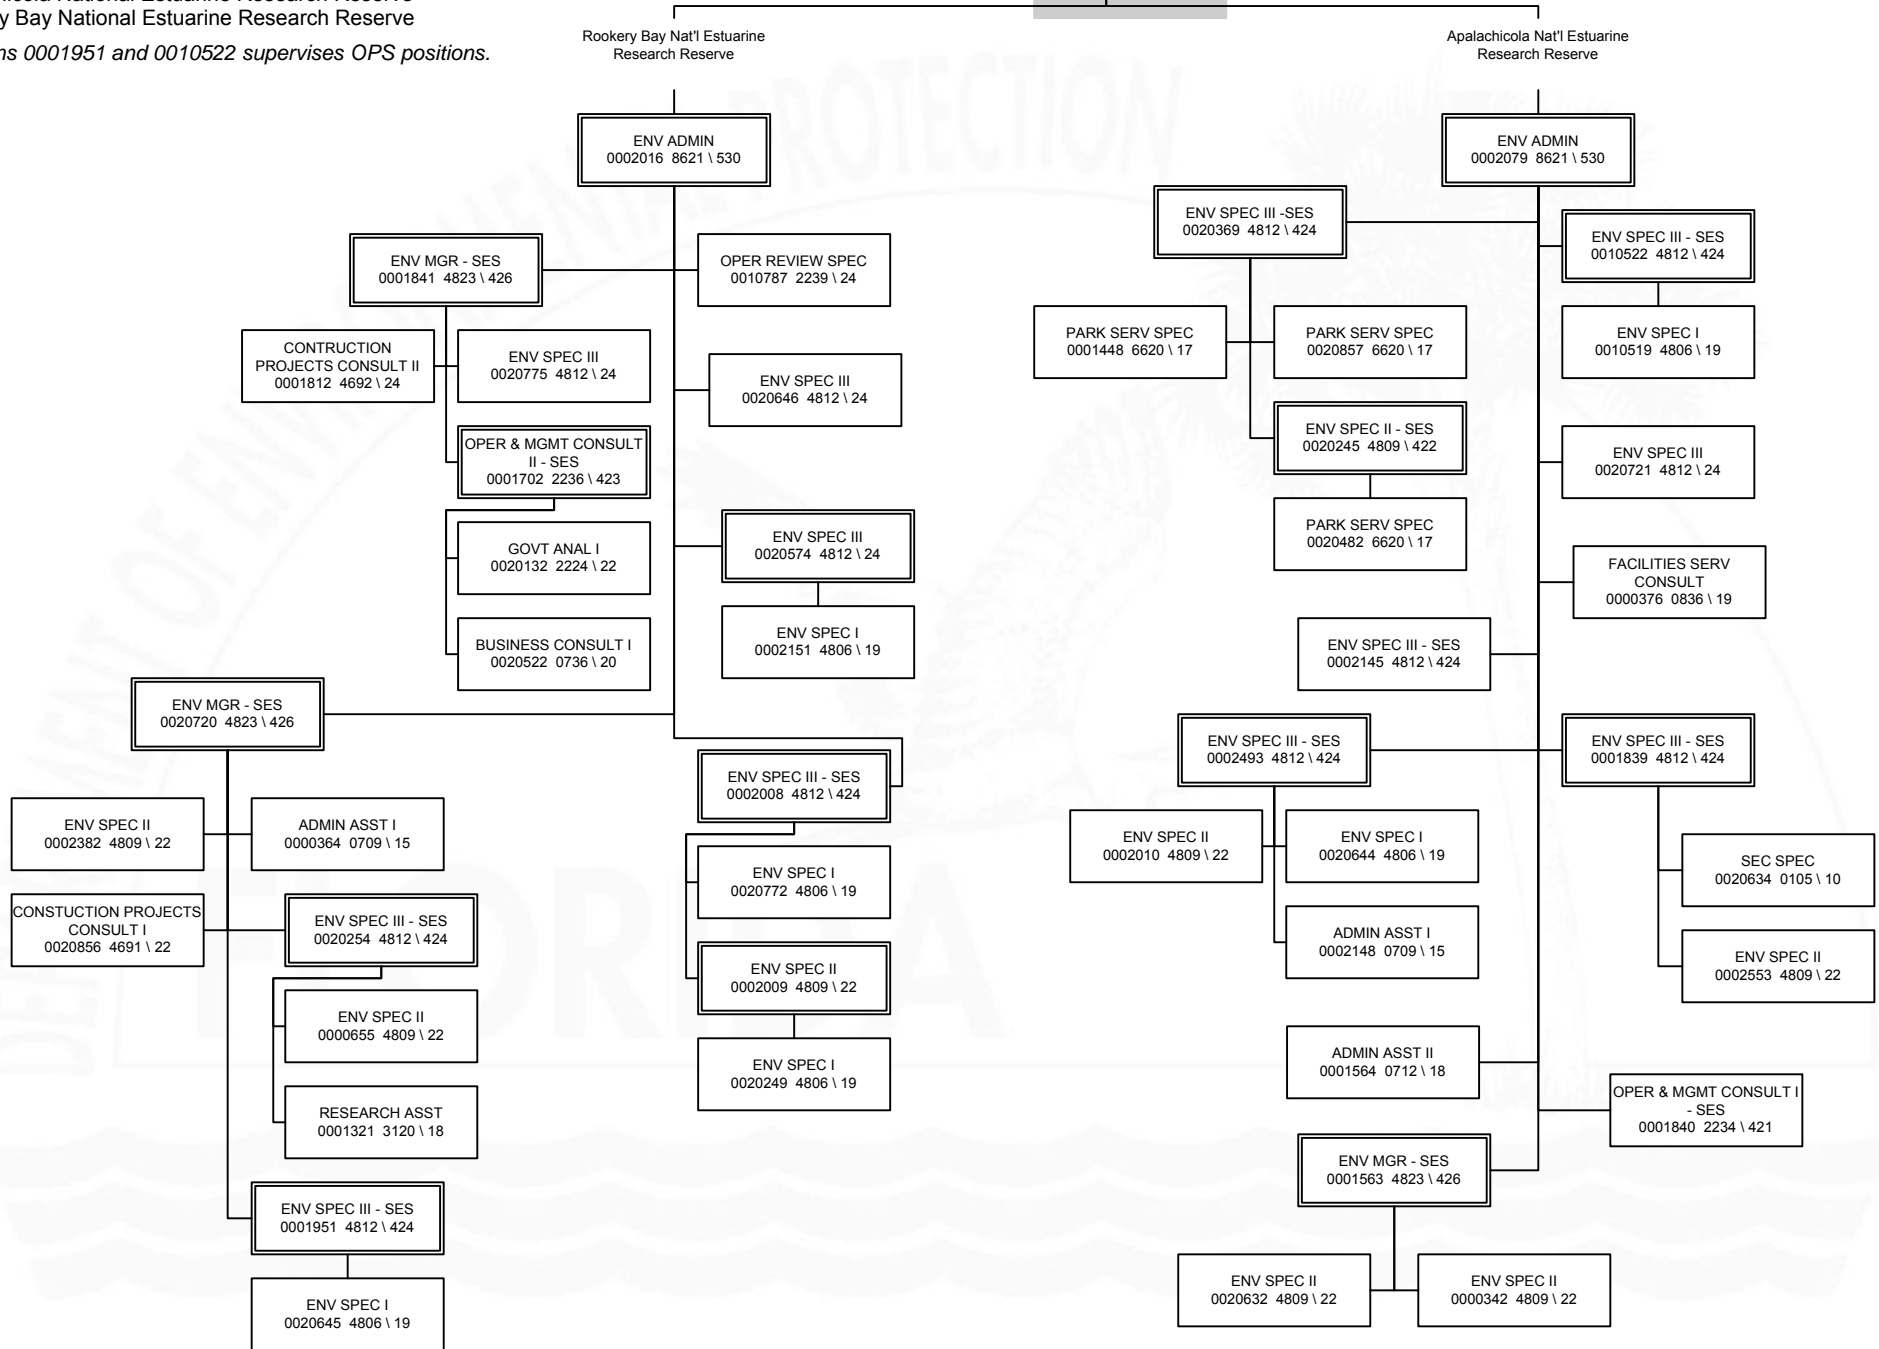 y Bay National Estuarine Research Reserve
ns 0001951 and 0010522 supervises OPS positions.
Rookery Bay Nat'l Estuarine
Research Reserve
Apalachicola Nat'l Estuarine
Research Reserve
ENV ADMIN
0002016 8621 \ 530
ENV MGR - SES
0001841 4823 \ 426
OPER REVIEW SPEC
0010787 2239 \ 24
CONTRUCTION
PROJECTS CONSULT II
0001812 4692 \ 24
ENV SPEC III
0020775 4812 \ 24
ENV SPEC III
0020646 4812 \ 24
OPER & MGMT CONSULT
II - SES
0001702 2236 \ 423
GOVT ANAL I
0020132 2224 \ 22
BUSINESS CONSULT I
0020522 0736 \ 20
ENV SPEC III
0020574 4812 \ 24
ENV SPEC I
0002151 4806 \ 19
ENV MGR - SES
0020720 4823 \ 426
ENV SPEC II
0002382 4809 \ 22
ADMIN ASST I
0000364 0709 \ 15
CONSTUCTION PROJECTS
CONSULT I
0020856 4691 \ 22
ENV SPEC III - SES
0020254 4812 \ 424
ENV SPEC II
0000655 4809 \ 22
RESEARCH ASST
0001321 3120 \ 18
ENV SPEC III - SES
0001951 4812 \ 424
ENV SPEC I
0020645 4806 \ 19
ENV SPEC III - SES
0002008 4812 \ 424
ENV SPEC I
0020772 4806 \ 19
ENV SPEC II
0002009 4809 \ 22
ENV SPEC I
0020249 4806 \ 19
ENV ADMIN
0002079 8621 \ 530
ENV SPEC III -SES
0020369 4812 \ 424
ENV SPEC III - SES
0010522 4812 \ 424
PARK SERV SPEC
0001448 6620 \ 17
PARK SERV SPEC
0020857 6620 \ 17
ENV SPEC I
0010519 4806 \ 19
ENV SPEC II - SES
0020245 4809 \ 422
PARK SERV SPEC
0020482 6620 \ 17
ENV SPEC III
0020721 4812 \ 24
FACILITIES SERV
CONSULT
0000376 0836 \ 19
ENV SPEC III - SES
0002145 4812 \ 424
ENV SPEC III - SES
0002493 4812 \ 424
ENV SPEC III - SES
0001839 4812 \ 424
ENV SPEC II
0002010 4809 \ 22
ENV SPEC I
0020644 4806 \ 19
ADMIN ASST I
0002148 0709 \ 15
SEC SPEC
0020634 0105 \ 10
ENV SPEC II
0002553 4809 \ 22
ADMIN ASST II
0001564 0712 \ 18
OPER & MGMT CONSULT I
- SES
0001840 2234 \ 421
ENV MGR - SES
0001563 4823 \ 426
ENV SPEC II
0020632 4809 \ 22
ENV SPEC II
0000342 4809 \ 22
DEPARTMENT OF ENVIRONMENTAL PROTECTION
FLORIDA